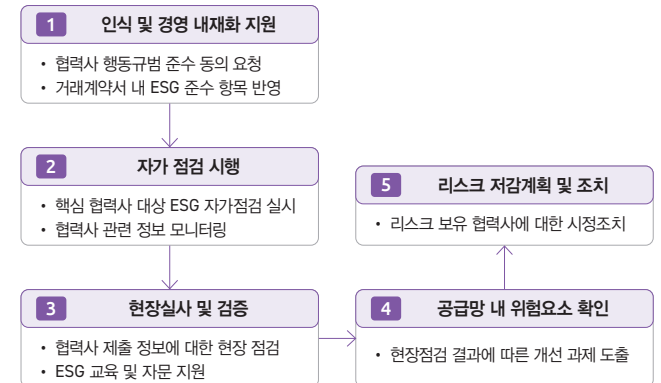 1 인식 및 경영 내재화 지원
• 협력사 행동규범 준수 동의 요청
• 거래계약서 내 ESG 준수 항목 반영
2 자가 점검 시행
• 핵심 협력사 대상 ESG 자가점검 실시
• 협력사 관련 정보 모니터링
3 현장실사 및 검증
• 협력사 제출 정보에 대한 현장 점검
• ESG 교육 및 자문 지원
4 공급망 내 위험요소 확인
• 현장점검 결과에 따른 개선 과제 도출
5 리스크 저감계획 및 조치
• 리스크 보유 협력사에 대한 시정조치